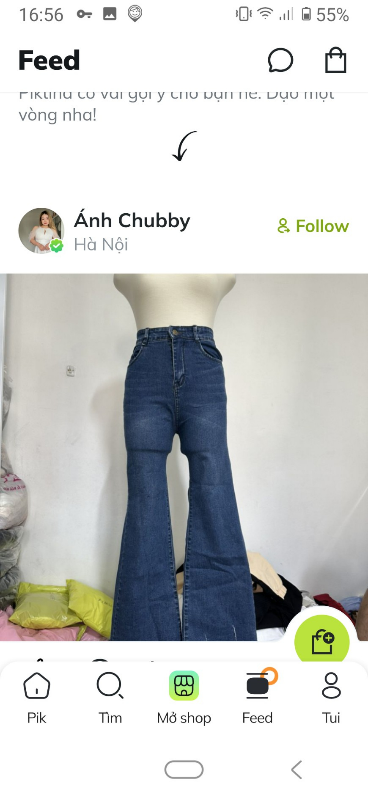 16:56
55%
Feed
Piktina có vài gợi ý cho bạn nè. Dạo một
vòng nha!
Ánh Chubby
Follow
Hà Nội
Pik
Tìm
Mở shop
Feed
Tui